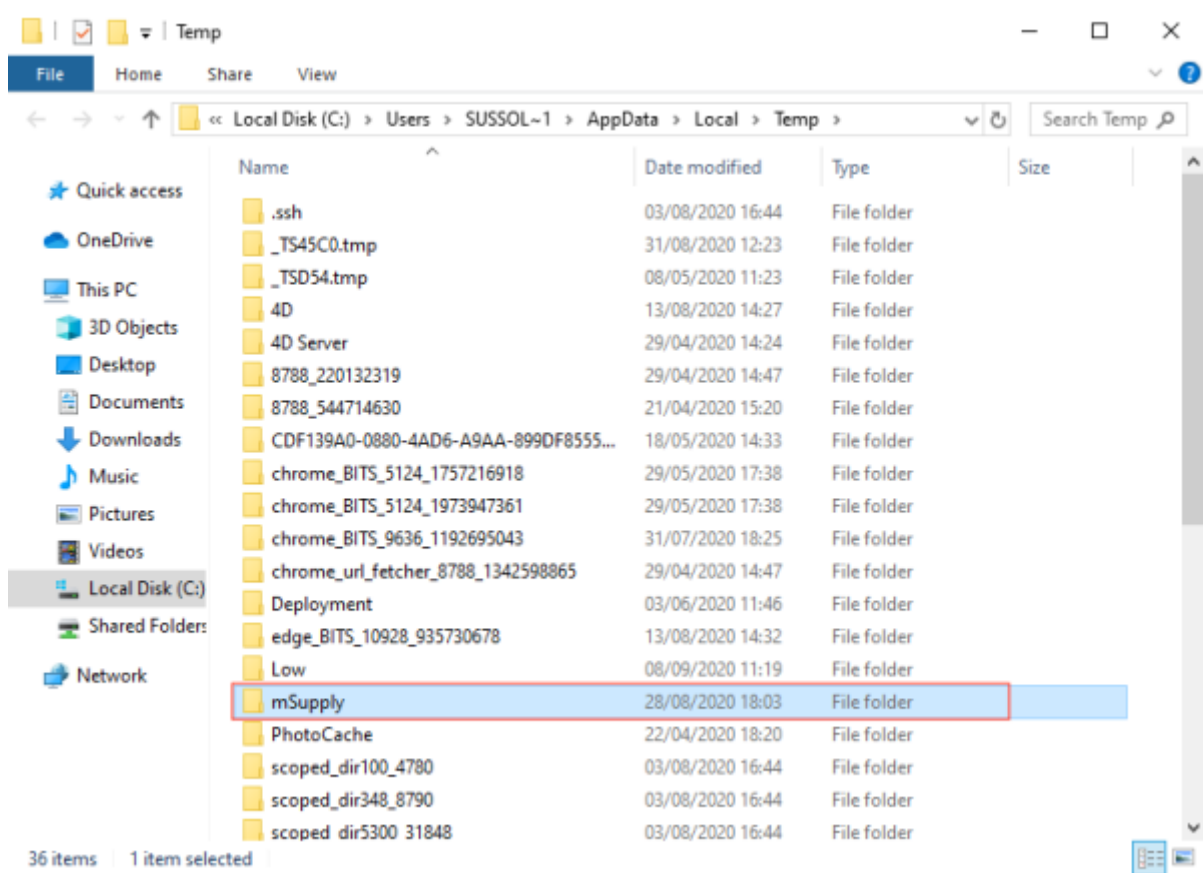 Temp
File Home Share View
« Local Disk (C:) > Users > SUSSOL~1 > AppData > Local > Temp > Search Temp
Name Date modified Type Size
Quick access
OneDrive
This PC
3D Objects
Desktop
Documents
Downloads
Music
Pictures
Videos
Local Disk (C:)
Shared Folders
Network
.ssh 03/08/2020 16:44 File folder
_TS45C0.tmp 31/08/2020 12:23 File folder
_TSD54.tmp 08/05/2020 11:23 File folder
4D 13/08/2020 14:27 File folder
4D Server 29/04/2020 14:24 File folder
8788_220132319 29/04/2020 14:47 File folder
8788_544714630 21/04/2020 15:20 File folder
CDF139A0-0880-4AD6-A9AA-899DF8555... 18/05/2020 14:33 File folder
chrome_BITS_5124_1757216918 29/05/2020 17:38 File folder
chrome_BITS_5124_1973947361 29/05/2020 17:38 File folder
chrome_BITS_9636_1192695043 31/07/2020 18:25 File folder
chrome_url_fetcher_8788_1342598865 29/04/2020 14:47 File folder
Deployment 03/06/2020 11:46 File folder
edge_BITS_10928_935730678 13/08/2020 14:32 File folder
Low 08/09/2020 11:19 File folder
mSupply 28/08/2020 18:03 File folder
PhotoCache 22/04/2020 18:20 File folder
scoped_dir100_4780 03/08/2020 16:44 File folder
scoped_dir348_8790 03/08/2020 16:44 File folder
scoped_dir5300_31848 03/08/2020 16:44 File folder
36 items 1 item selected